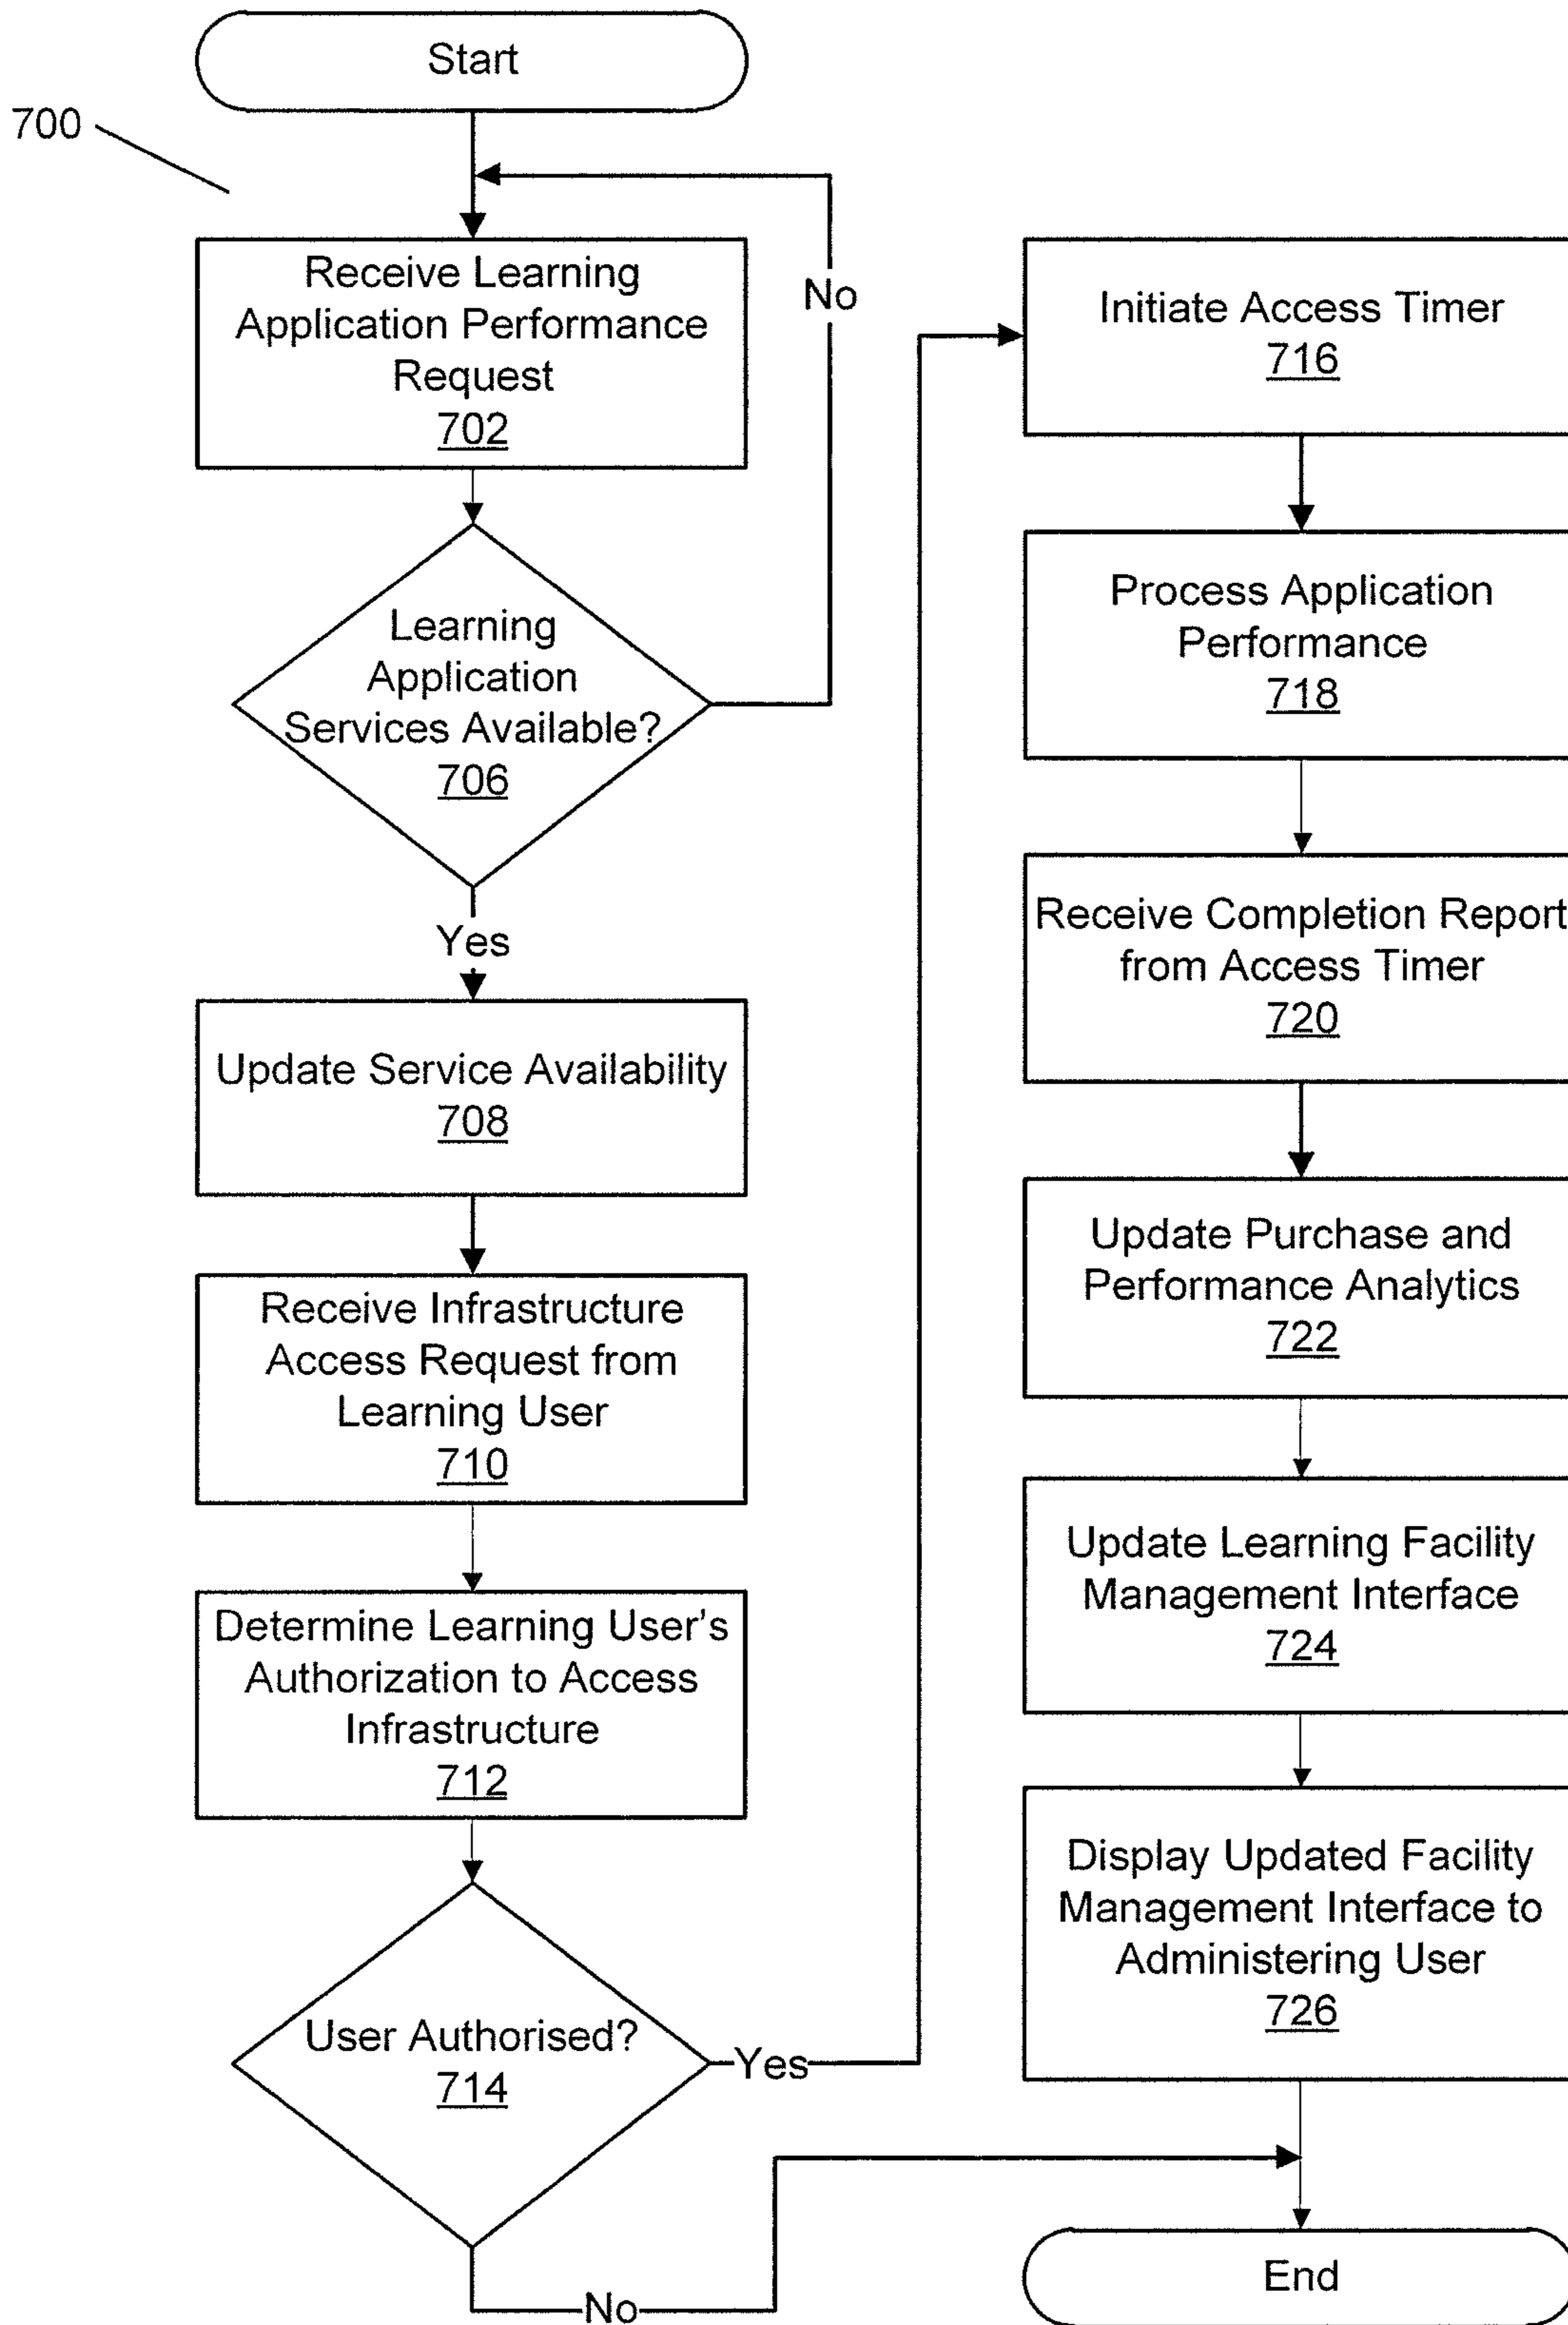 Start
700
Receive Learning
Application Performance
Request
702
No
Learning
Application
Services Available?
706
Yes
Update Service Availability
708
Receive Infrastructure
Access Request from
Learning User
710
Determine Learning User's
Authorization to Access
Infrastructure
712
User Authorised?
714
Yes
No
Initiate Access Timer
716
Process Application
Performance
718
Receive Completion Report
from Access Timer
720
Update Purchase and
Performance Analytics
722
Update Learning Facility
Management Interface
724
Display Updated Facility
Management Interface to
Administering User
726
End